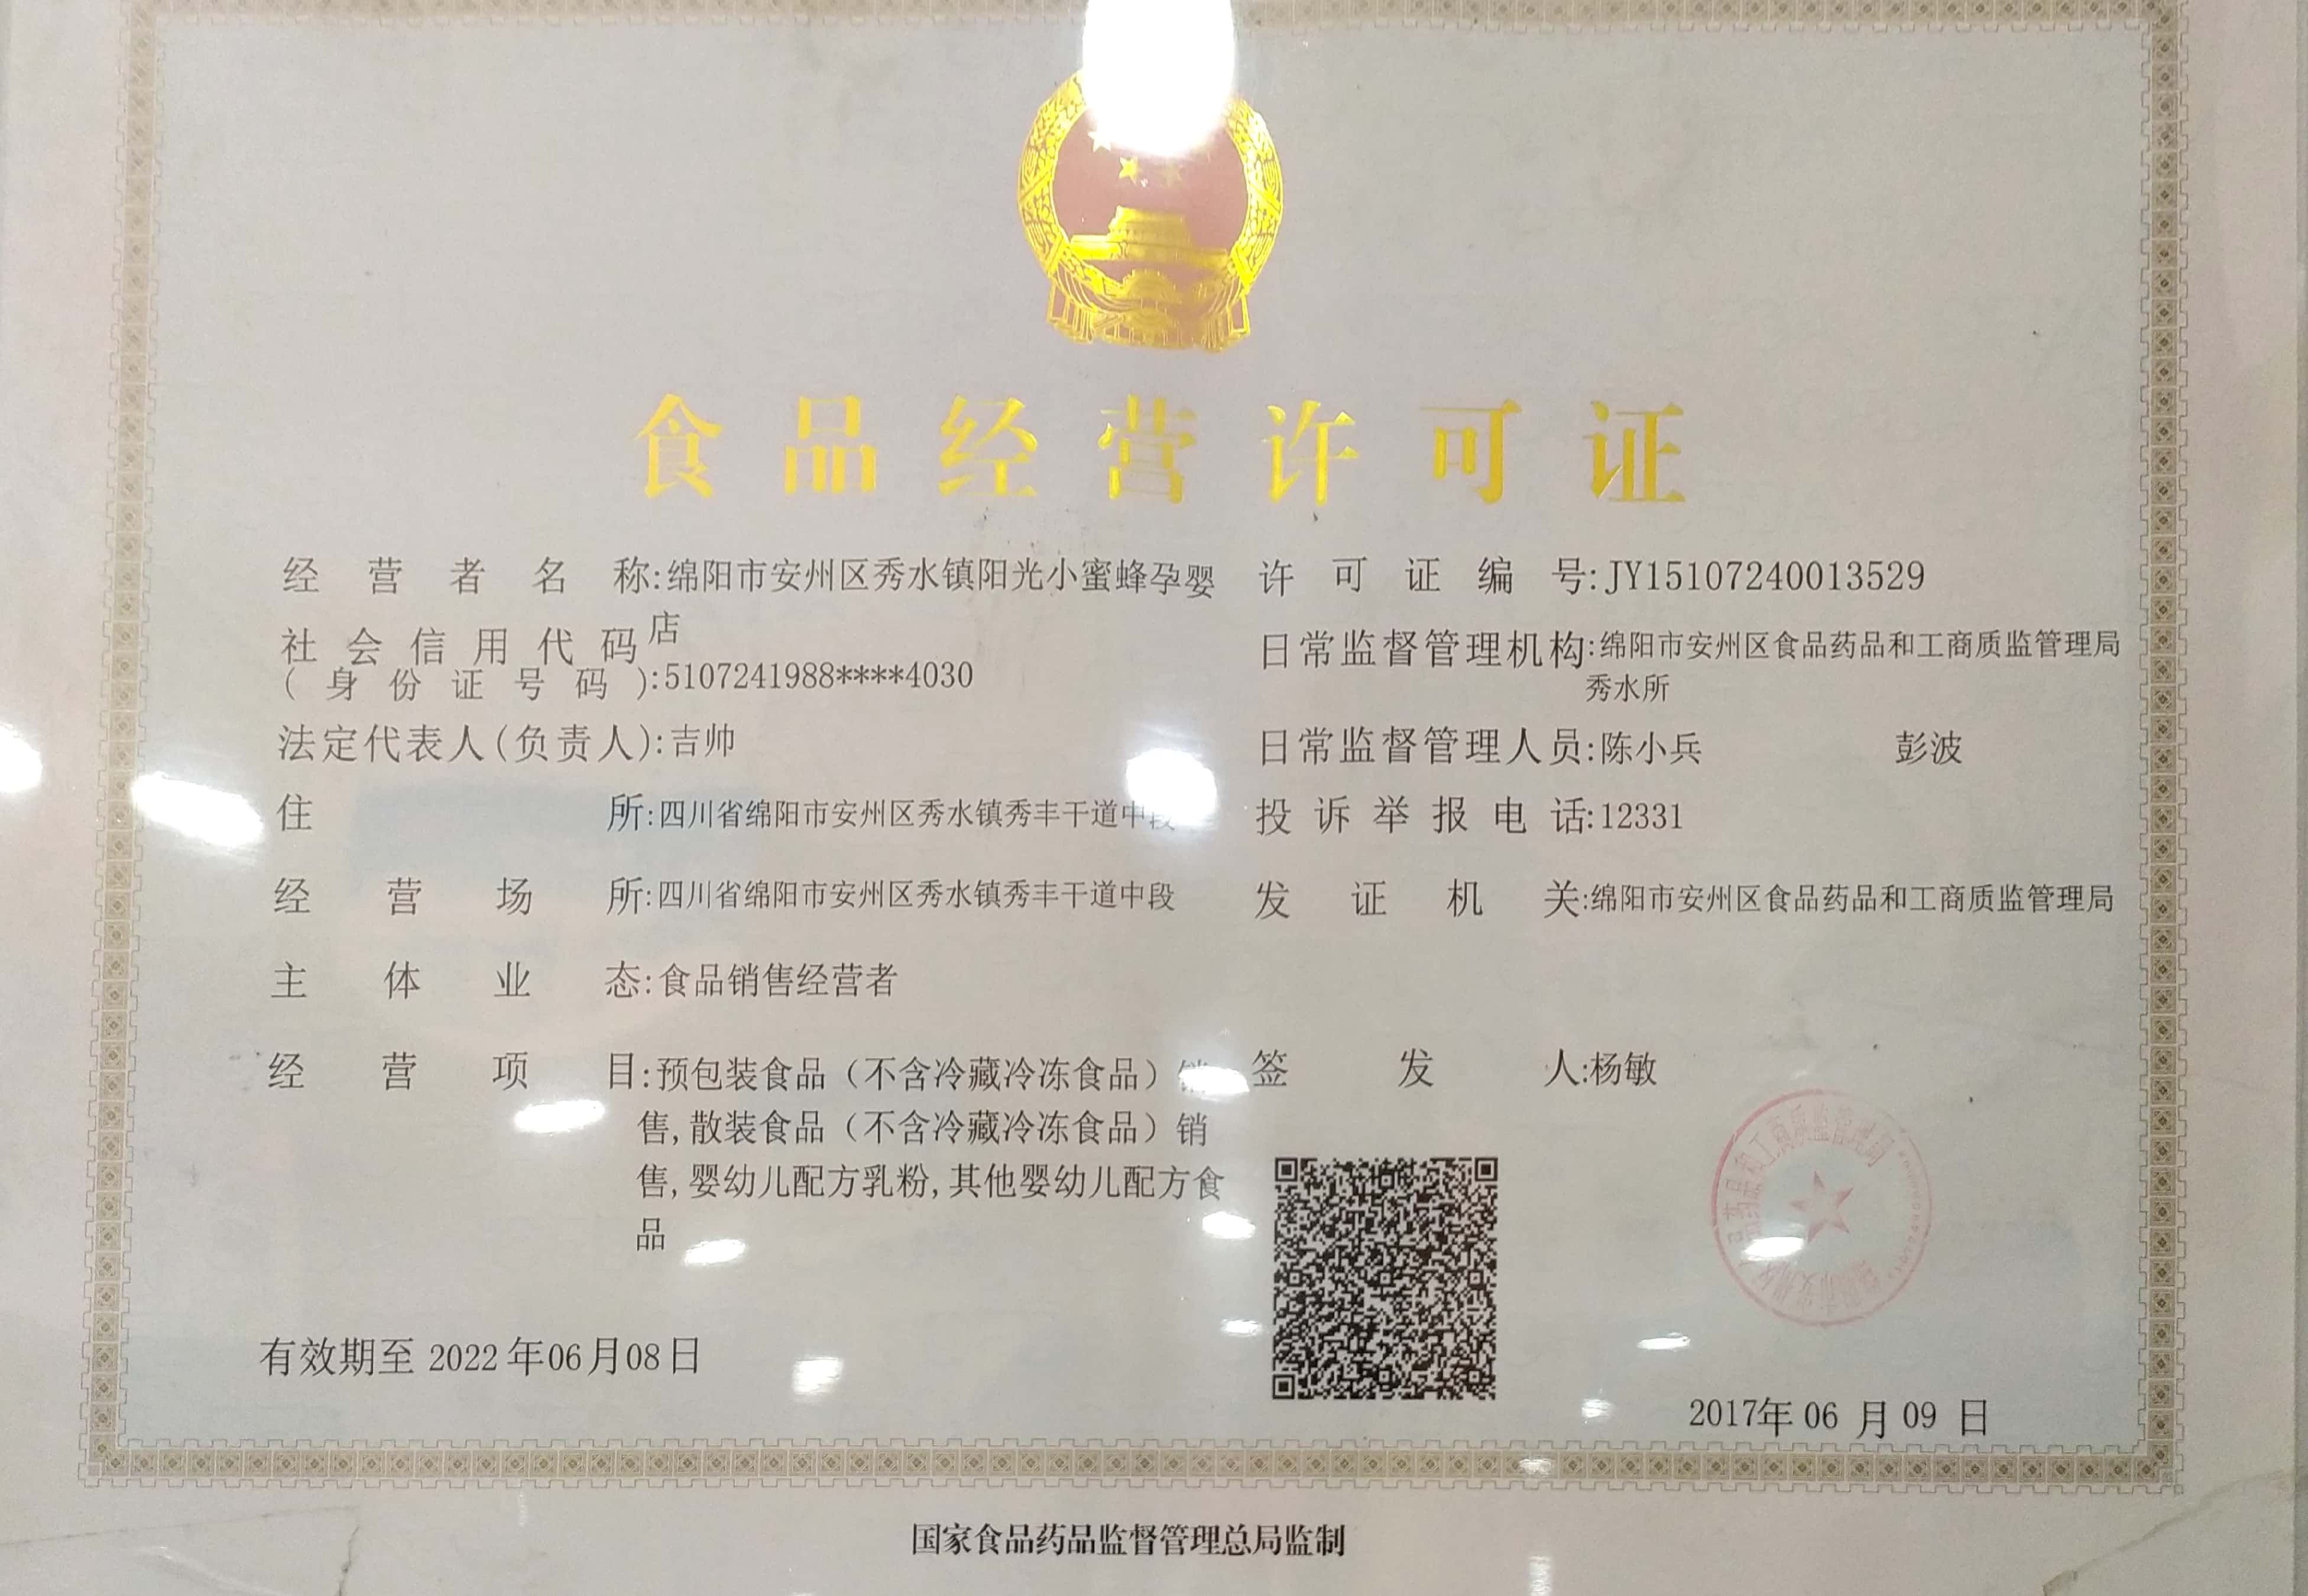 食品经营许可证
经营者名称:绵阳市安州区秀水镇阳光小蜜蜂孕婴
店
社会信用代码
(身份证号码):5107241988****4030
法定代表人(负责人):吉帅
住所:四川省绵阳市安州区秀水镇秀丰干道中段
经营场所:四川省绵阳市安州区秀水镇秀丰干道中段
主体业态:食品销售经营者
经营项目:预包装食品（不含冷藏冷冻食品）销
售,散装食品（不含冷藏冷冻食品）销
售,婴幼儿配方乳粉,其他婴幼儿配方食
品
有效期至 2022年06月08日
许可证编号:JY15107240013529
日常监督管理机构:绵阳市安州区食品药品和工商质监管理局
秀水所
日常监督管理人员:陈小兵 彭波
投诉举报电话:12331
发证机关:绵阳市安州区食品药品和工商质监管理局
签发人:杨敏
2017年06月09日
国家食品药品监督管理总局监制